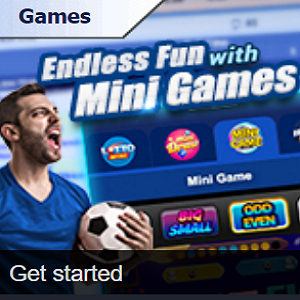 Games
Endless Fun with
Mini Games
LOTTO
MINI
GAME
Mini Game
BIG
SMALL
ODD
EVEN
Get started